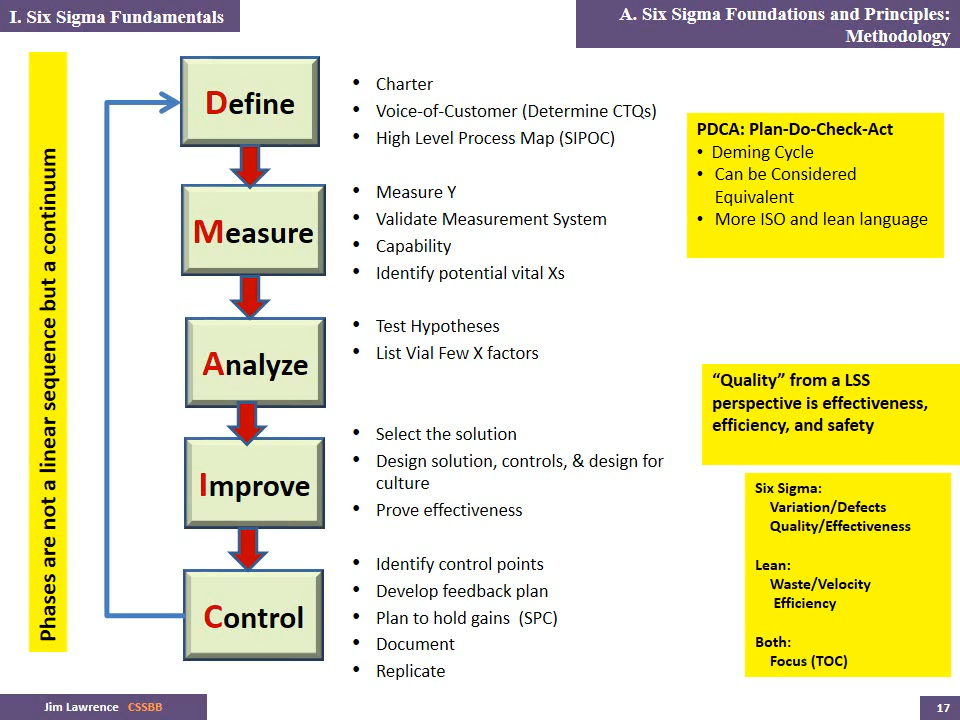 I. Six Sigma Fundamentals
A. Six Sigma Foundations and Principles:
Methodology
Phases are not a linear sequence but a continuum
Define
• Charter
• Voice-of-Customer (Determine CTQs)
• High Level Process Map (SIPOC)
Measure
• Measure Y
• Validate Measurement System
• Capability
• Identify potential vital Xs
Analyze
• Test Hypotheses
• List Vial Few X factors
Improve
• Select the solution
• Design solution, controls, & design for
culture
• Prove effectiveness
Control
• Identify control points
• Develop feedback plan
• Plan to hold gains (SPC)
• Document
• Replicate
PDCA: Plan-Do-Check-Act
• Deming Cycle
• Can be Considered
Equivalent
• More ISO and lean language
“Quality” from a LSS
perspective is effectiveness,
efficiency, and safety
Six Sigma:
Variation/Defects
Quality/Effectiveness
Lean:
Waste/Velocity
Efficiency
Both:
Focus (TOC)
Jim Lawrence CSSBB
17